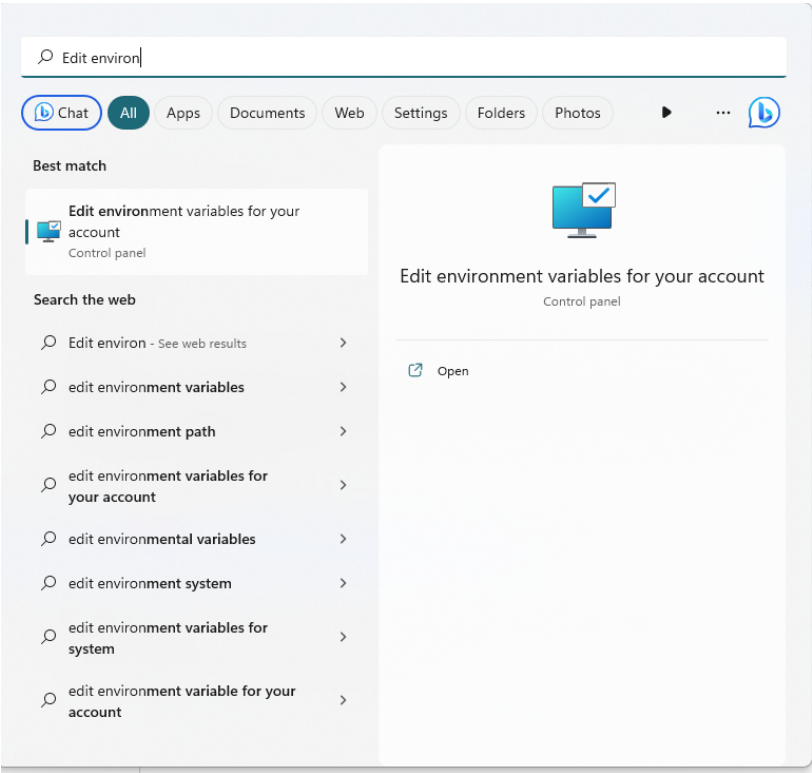 Edit environ
Chat
All
Apps
Documents
Web
Settings
Folders
Photos
...
Best match
Edit environment variables for your
account
Control panel
Search the web
Edit environ - See web results
edit environment variables
edit environment path
edit environment variables for
your account
edit environmental variables
edit environment system
edit environment variables for
system
edit environment variable for your
account
Edit environment variables for your account
Control panel
Open